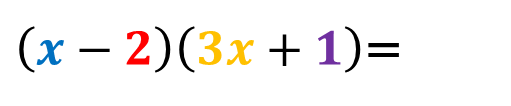 (x − 2)(3x + 1)=